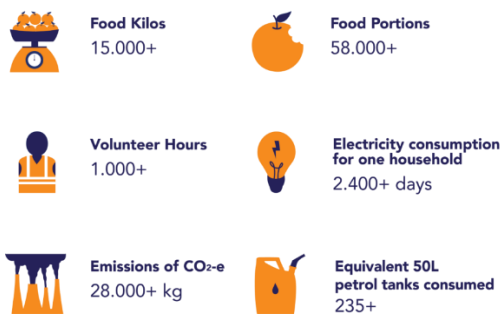 Food Kilos
15.000+
Food Portions
58.000+
Volunteer Hours
1.000+
Electricity consumption
for one household
2.400+ days
Emissions of CO₂-e
28.000+ kg
Equivalent 50L
petrol tanks consumed
235+